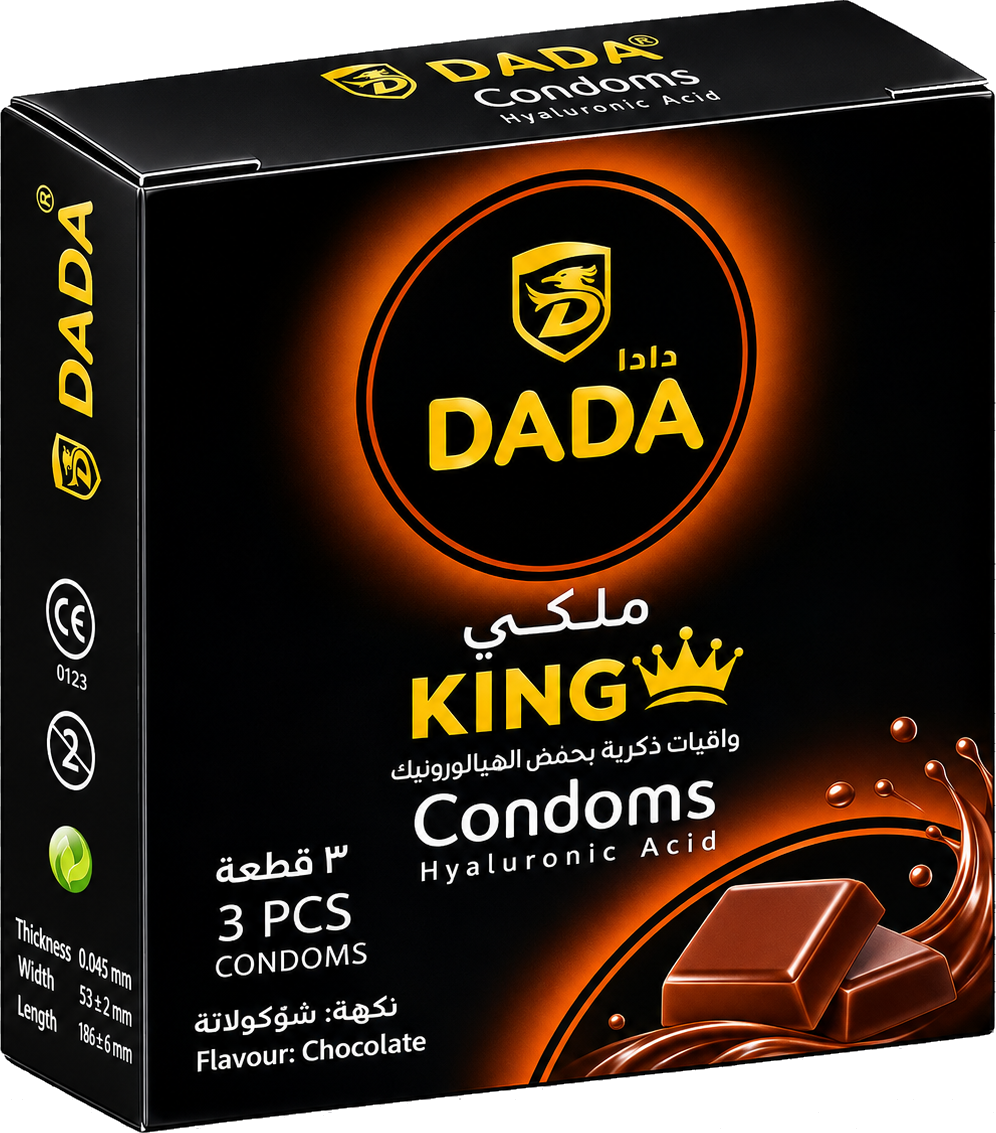 DADA®
Condoms
Hyaluronic Acid
DADA®
CE
0123
2
Thickness 0.045 mm
Width 53±2 mm
Length 186±6 mm
دادا
DADA
ملكي
KING
واقيات ذكرية بحمض الهيالورونيك
Condoms
Hyaluronic Acid
٣ قطعة
3 PCS
CONDOMS
نكهة: شوكولاتة
Flavour: Chocolate